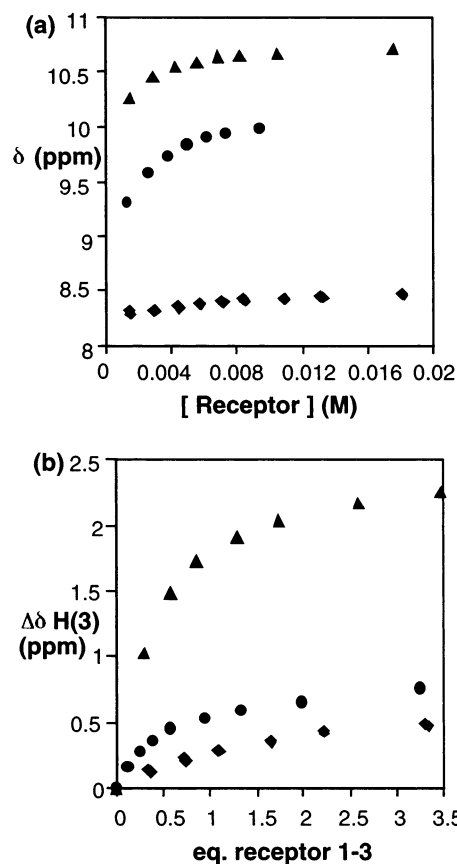 (a)
11
10.5
10
δ (ppm)
9.5
9
8.5
8
0 0.004 0.008 0.012 0.016 0.02
[ Receptor ] (M)
(b)
2.5
2
1.5
Δδ H(3)
(ppm)
1
0.5
0
0 0.5 1 1.5 2 2.5 3 3.5
eq. receptor 1-3